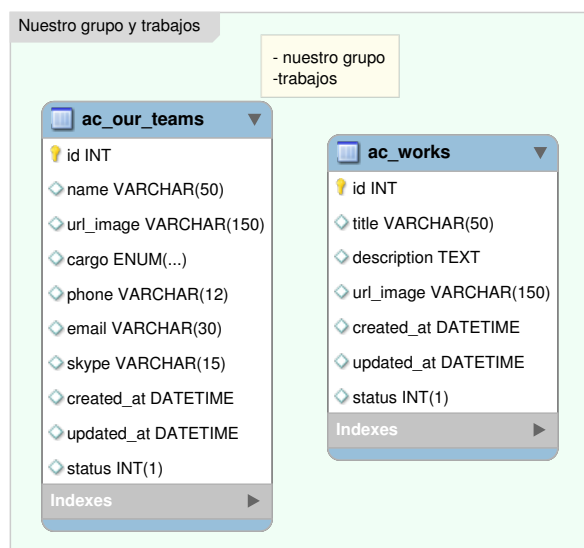 Nuestro grupo y trabajos
- nuestro grupo
-trabajos
ac_our_teams
id INT
name VARCHAR(50)
url_image VARCHAR(150)
cargo ENUM(...)
phone VARCHAR(12)
email VARCHAR(30)
skype VARCHAR(15)
created_at DATETIME
updated_at DATETIME
status INT(1)
Indexes
ac_works
id INT
title VARCHAR(50)
description TEXT
url_image VARCHAR(150)
created_at DATETIME
updated_at DATETIME
status INT(1)
Indexes